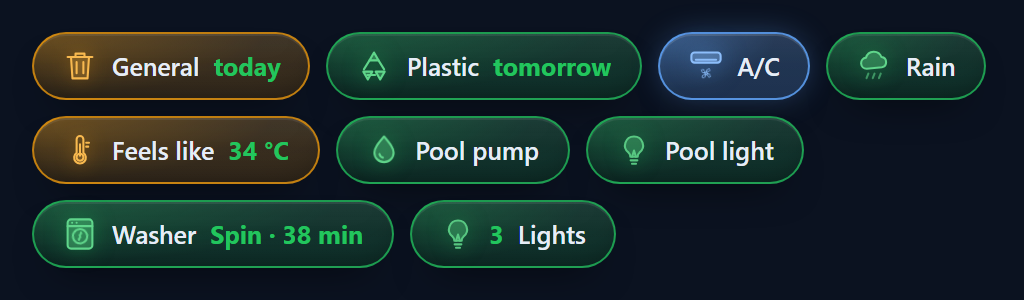 General today Plastic tomorrow A/C Rain
Feels like 34 °C Pool pump Pool light
Washer Spin · 38 min 3 Lights